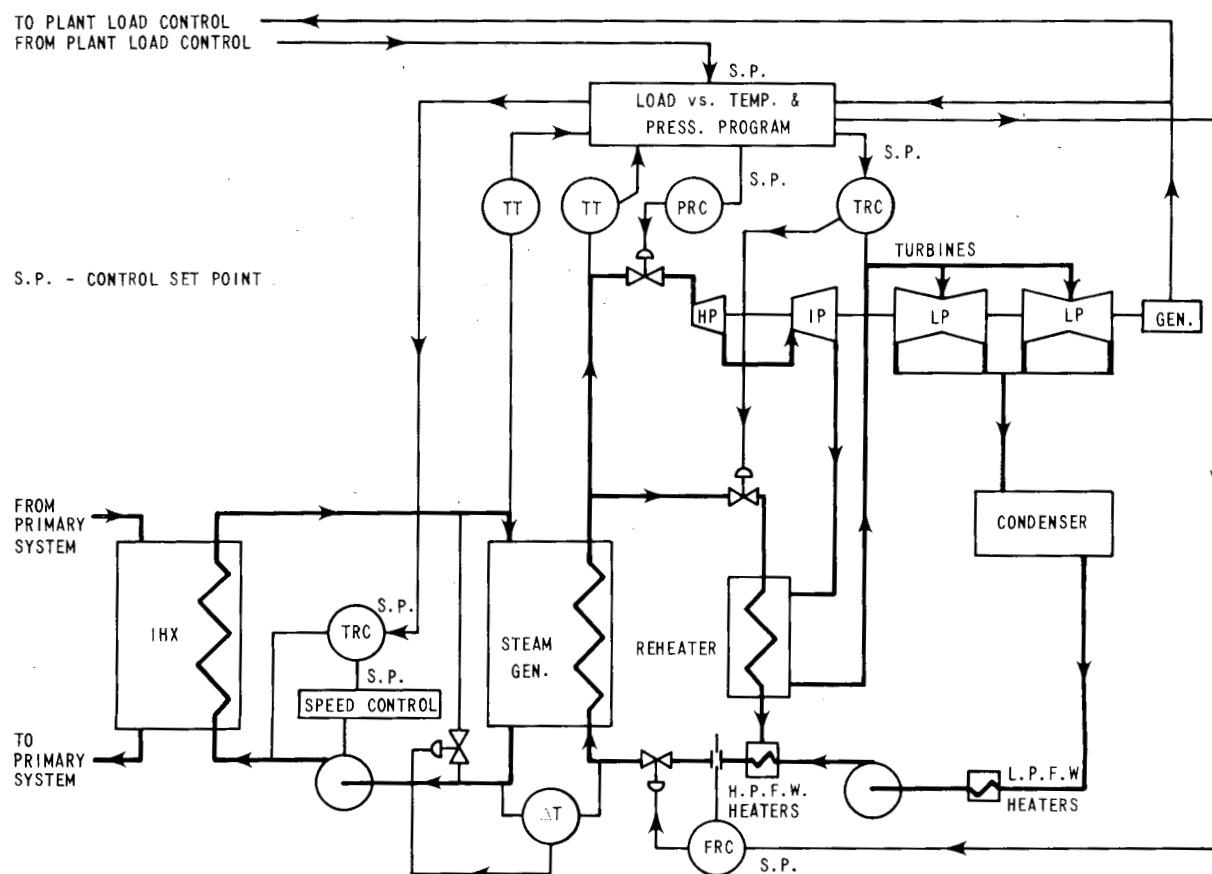 TO PLANT LOAD CONTROL
FROM PLANT LOAD CONTROL
S.P.
LOAD vs. TEMP. &
PRESS. PROGRAM
S.P.
S.P.
TT
TT
PRC
TRC
TURBINES
S.P. - CONTROL SET POINT
HP
IP
LP
LP
GEN.
FROM
PRIMARY
SYSTEM
CONDENSER
S.P.
IHX
TRC
STEAM
GEN.
REHEATER
S.P.
SPEED CONTROL
TO
PRIMARY
SYSTEM
H.P.F.W.
HEATERS
L.P.F.W
HEATERS
ΔT
FRC
S.P.